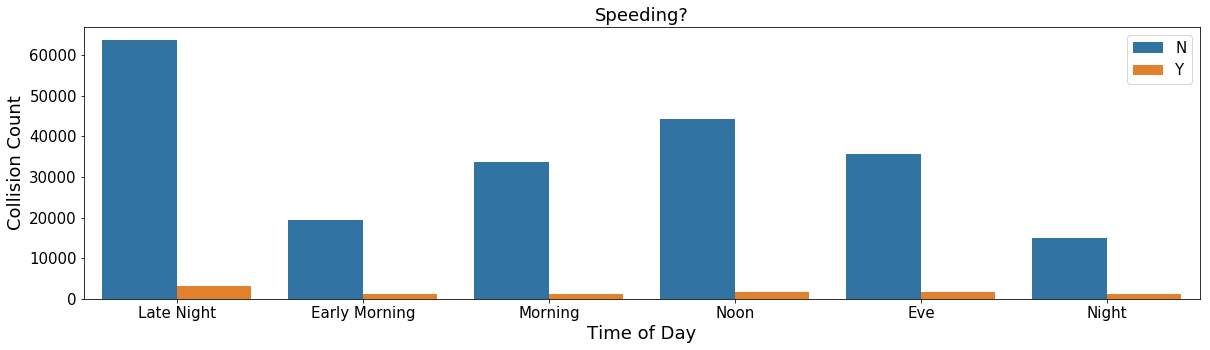 Speeding?
N
Y
Collision Count
60000
50000
40000
30000
20000
10000
0
Late Night Early Morning Morning Noon Eve Night
Time of Day